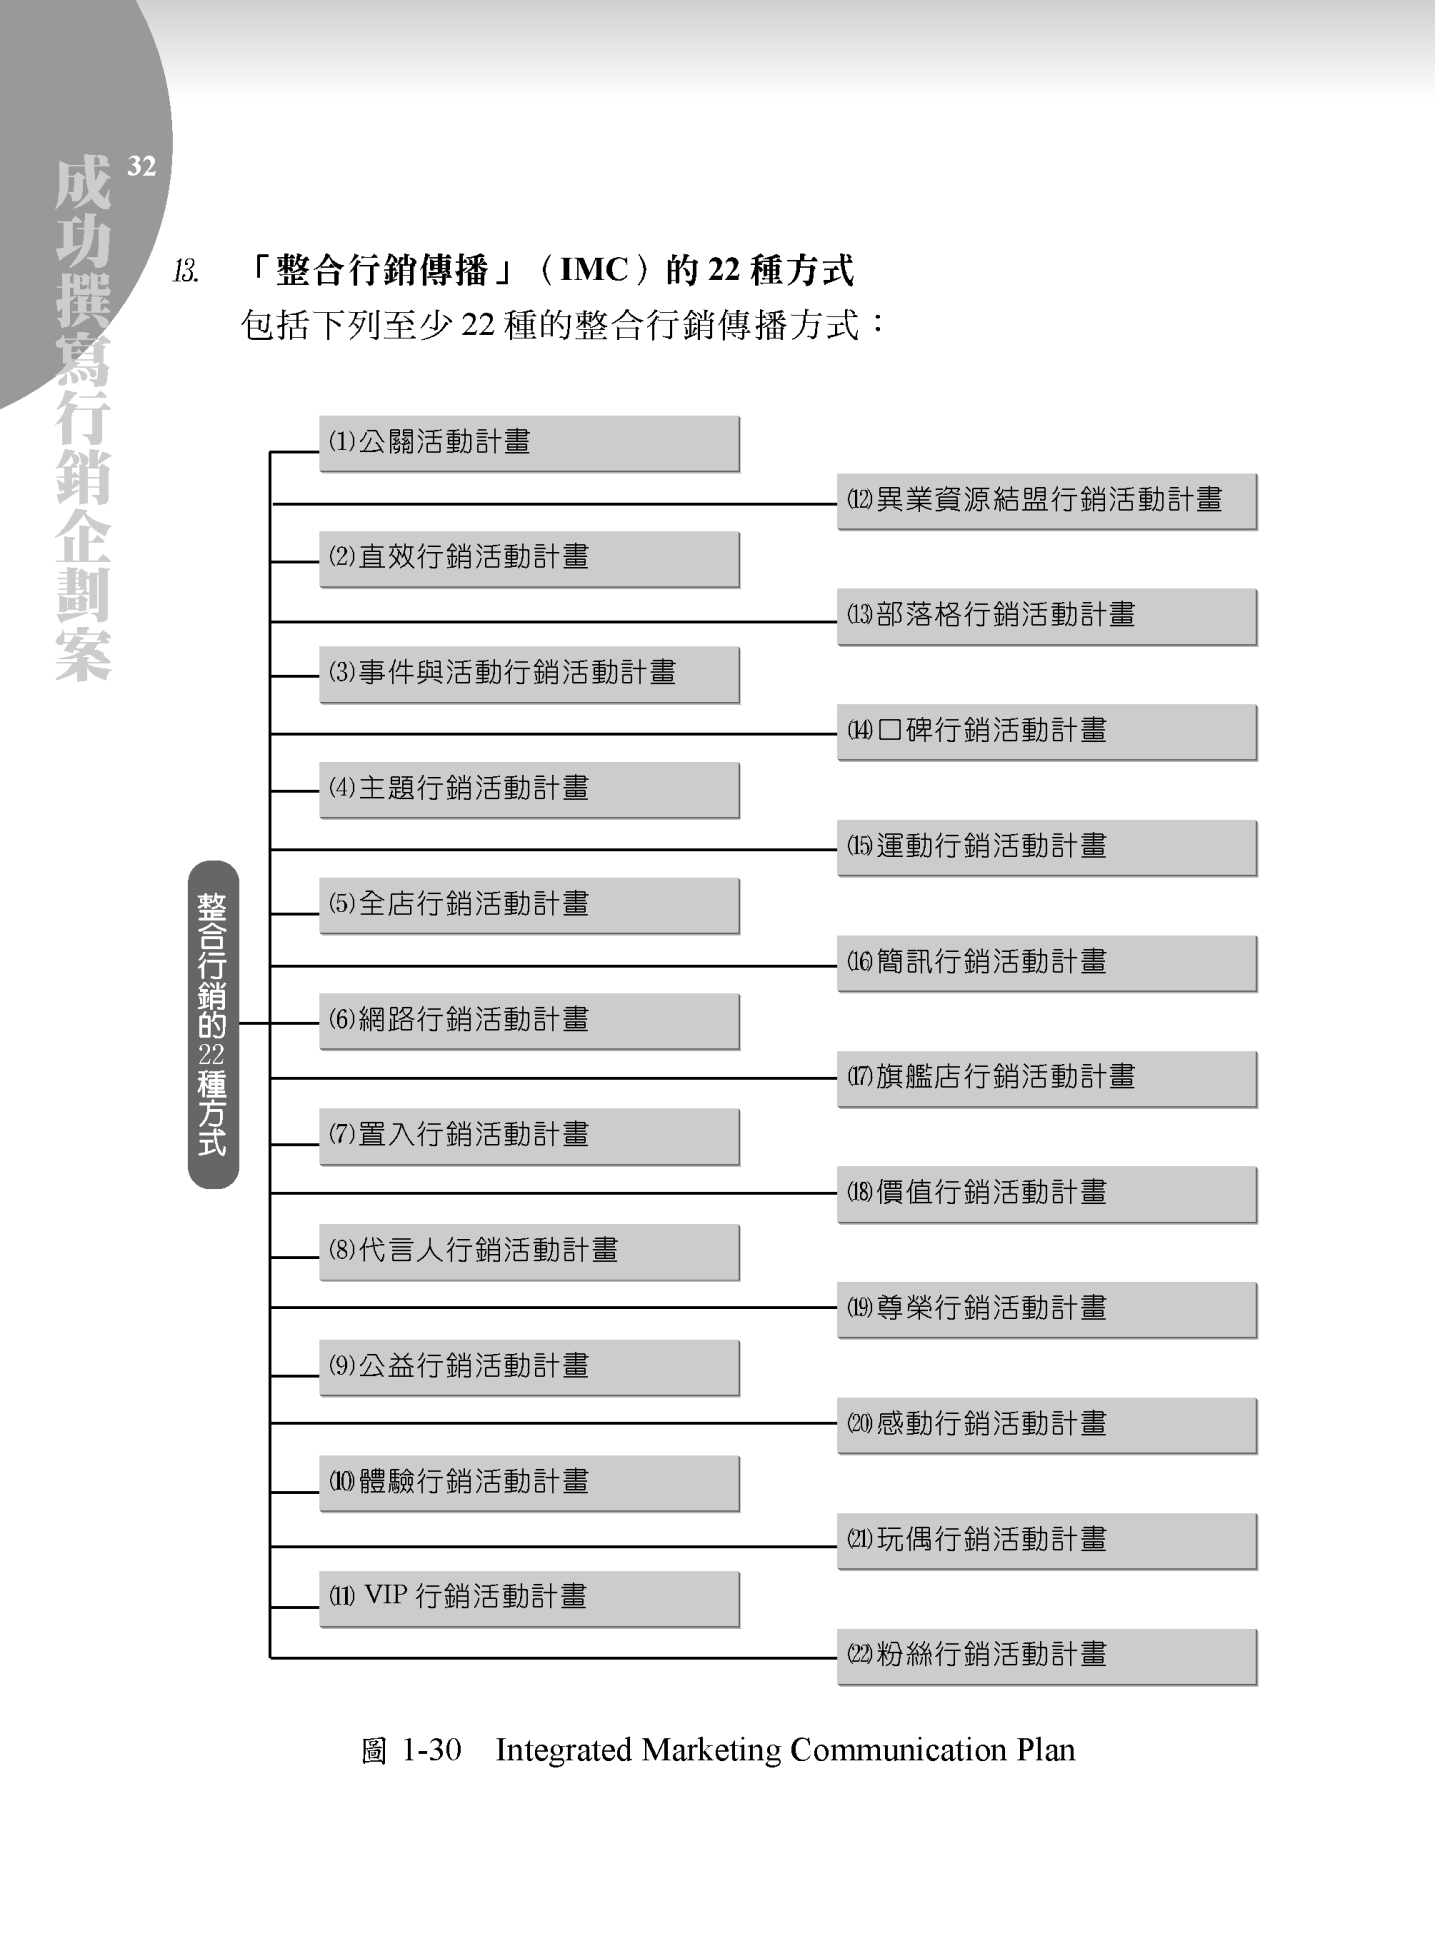 32
成功撰寫行銷企劃案
13. 「整合行銷傳播」（IMC）的 22 種方式
包括下列至少 22 種的整合行銷傳播方式：
整合行銷的22種方式
(1)公關活動計畫
(12)異業資源結盟行銷活動計畫
(2)直效行銷活動計畫
(13)部落格行銷活動計畫
(3)事件與活動行銷活動計畫
(14)口碑行銷活動計畫
(4)主題行銷活動計畫
(15)運動行銷活動計畫
(5)全店行銷活動計畫
(16)簡訊行銷活動計畫
(6)網路行銷活動計畫
(17)旗艦店行銷活動計畫
(7)置入行銷活動計畫
(18)價值行銷活動計畫
(8)代言人行銷活動計畫
(19)尊榮行銷活動計畫
(9)公益行銷活動計畫
(20)感動行銷活動計畫
(10)體驗行銷活動計畫
(21)玩偶行銷活動計畫
(11) VIP 行銷活動計畫
(22)粉絲行銷活動計畫
圖 1-30 Integrated Marketing Communication Plan